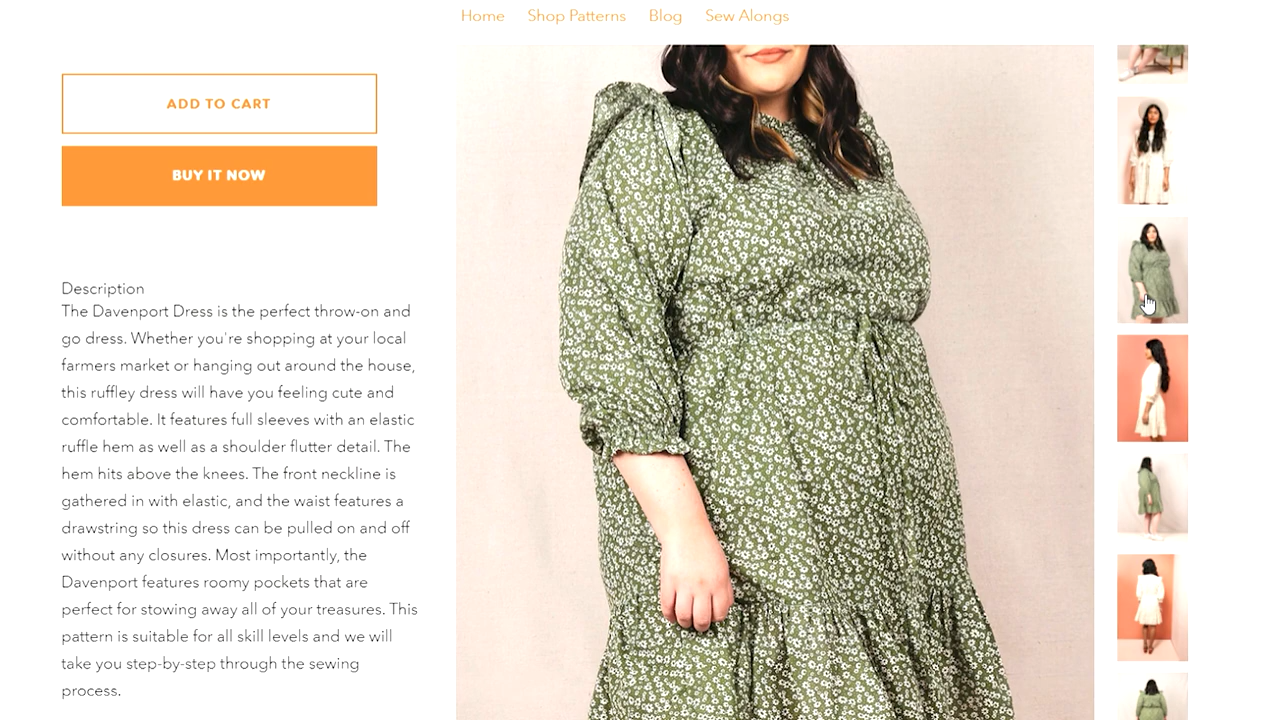 Home Shop Patterns Blog Sew Alongs
ADD TO CART
BUY IT NOW
Description
The Davenport Dress is the perfect throw-on and
go dress. Whether you're shopping at your local
farmers market or hanging out around the house,
this ruffley dress will have you feeling cute and
comfortable. It features full sleeves with an elastic
ruffle hem as well as a shoulder flutter detail. The
hem hits above the knees. The front neckline is
gathered in with elastic, and the waist features a
drawstring so this dress can be pulled on and off
without any closures. Most importantly, the
Davenport features roomy pockets that are
perfect for stowing away all of your treasures. This
pattern is suitable for all skill levels and we will
take you step-by-step through the sewing
process.